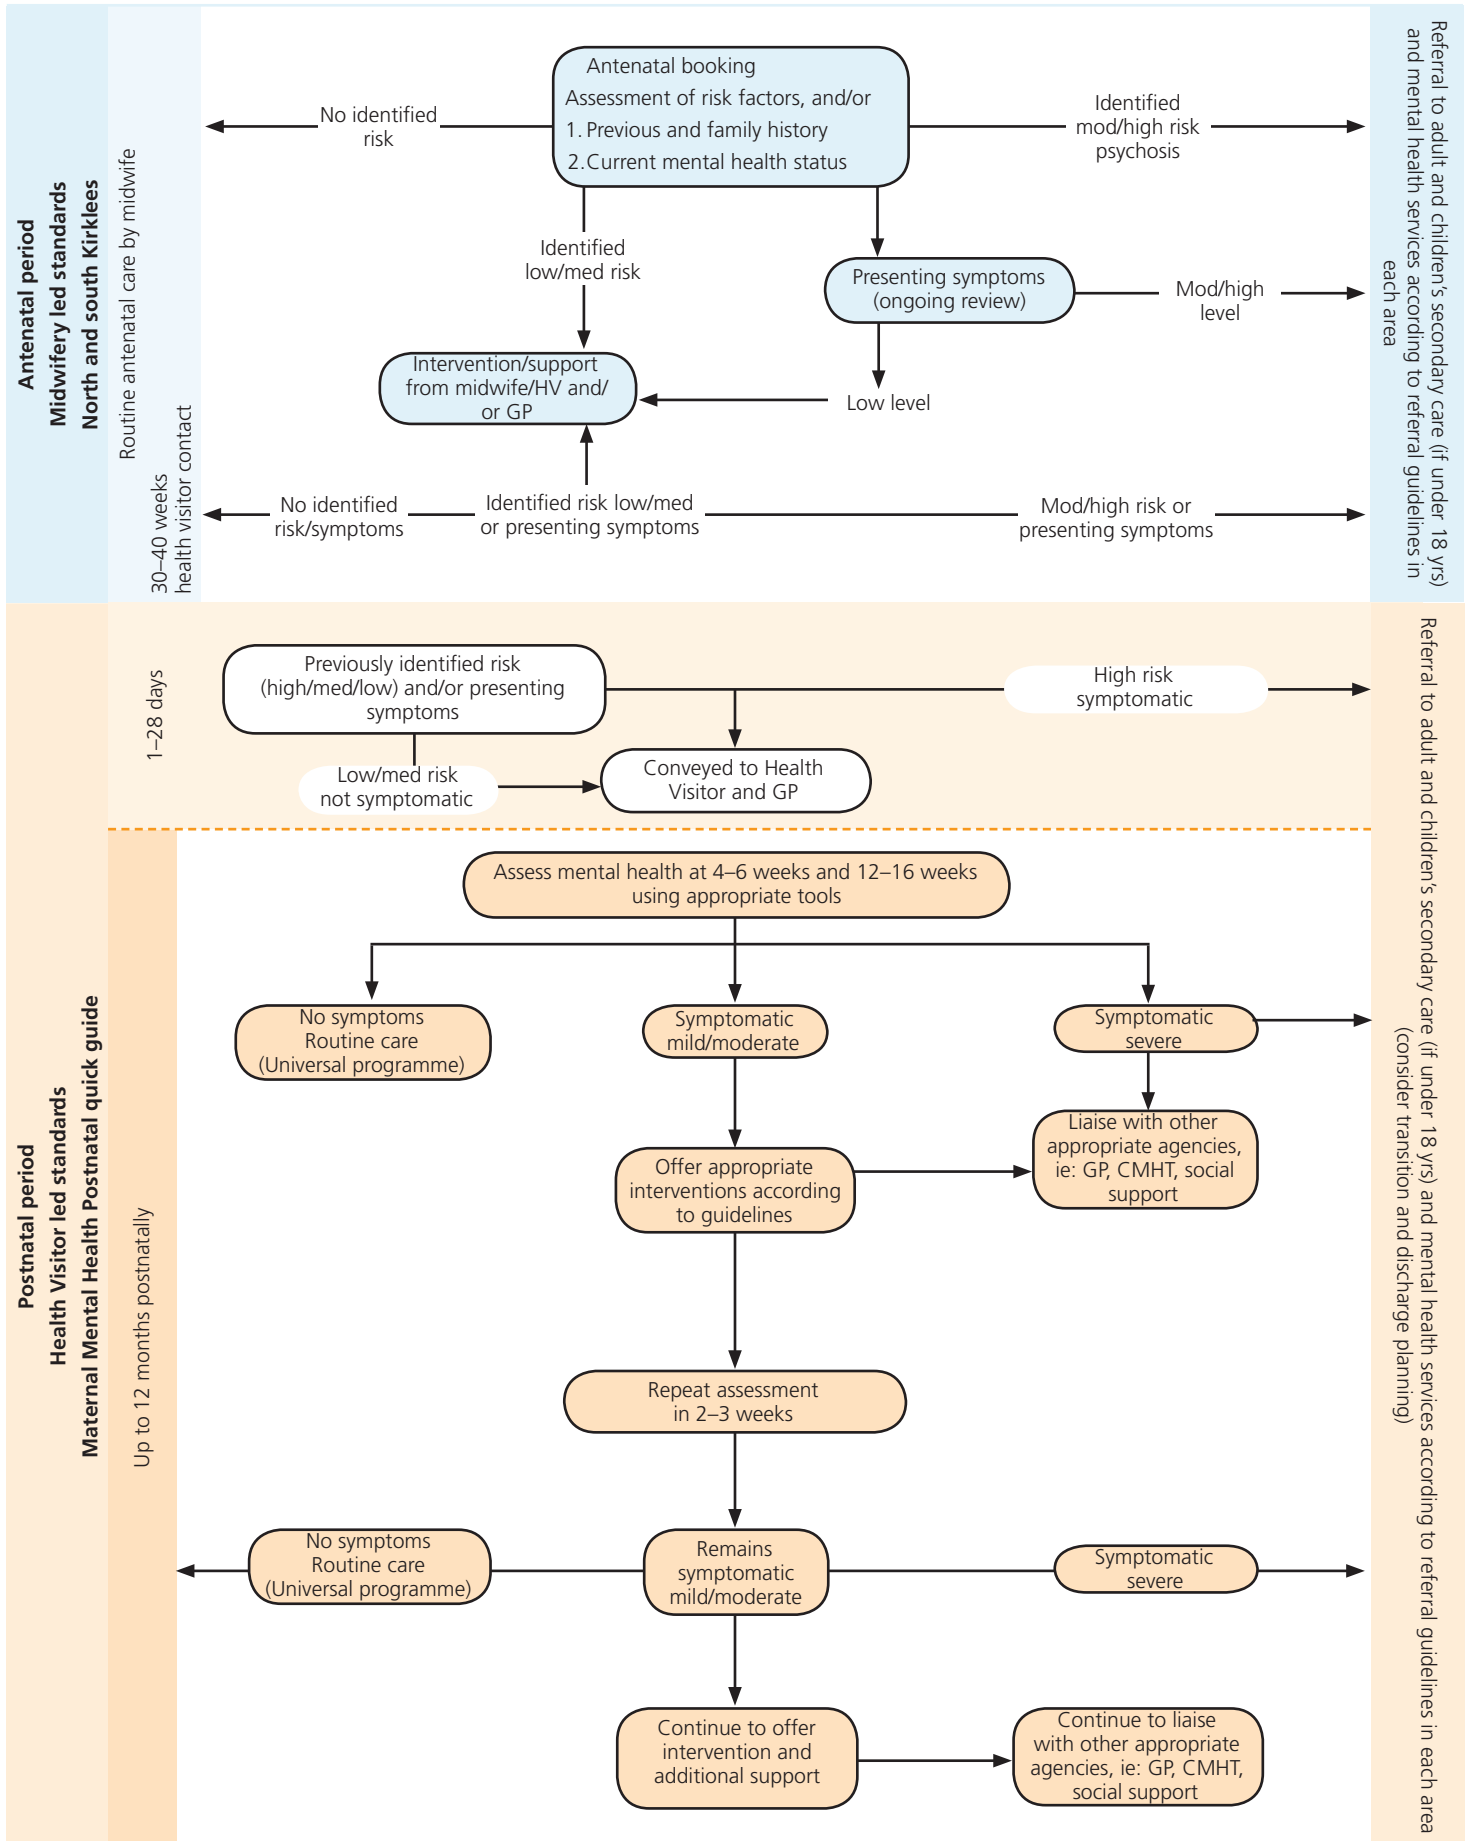 Antenatal period
Midwifery led standards
North and south Kirklees
Routine antenatal care by midwife
30–40 weeks
health visitor contact
Antenatal booking
Assessment of risk factors, and/or
1. Previous and family history
2. Current mental health status
No identified
risk
Identified
mod/high risk
psychosis
Identified
low/med risk
Presenting symptoms
(ongoing review)
Mod/high
level
Intervention/support
from midwife/HV and/
or GP
Low level
No identified
risk/symptoms
Identified risk low/med
or presenting symptoms
Mod/high risk or
presenting symptoms
Referral to adult and children’s secondary care (if under 18 yrs)
and mental health services according to referral guidelines in
each area
Postnatal period
Health Visitor led standards
Maternal Mental Health Postnatal quick guide
1–28 days
Previously identified risk
(high/med/low) and/or presenting
symptoms
High risk
symptomatic
Low/med risk
not symptomatic
Conveyed to Health
Visitor and GP
Up to 12 months postnatally
Assess mental health at 4–6 weeks and 12–16 weeks
using appropriate tools
No symptoms
Routine care
(Universal programme)
Symptomatic
mild/moderate
Symptomatic
severe
Offer appropriate
interventions according
to guidelines
Liaise with other
appropriate agencies,
ie: GP, CMHT, social
support
Repeat assessment
in 2–3 weeks
No symptoms
Routine care
(Universal programme)
Remains
symptomatic
mild/moderate
Symptomatic
severe
Continue to offer
intervention and
additional support
Continue to liaise
with other appropriate
agencies, ie: GP, CMHT,
social support
Referral to adult and children’s secondary care (if under 18 yrs) and mental health services according to referral guidelines in each area
(consider transition and discharge planning)